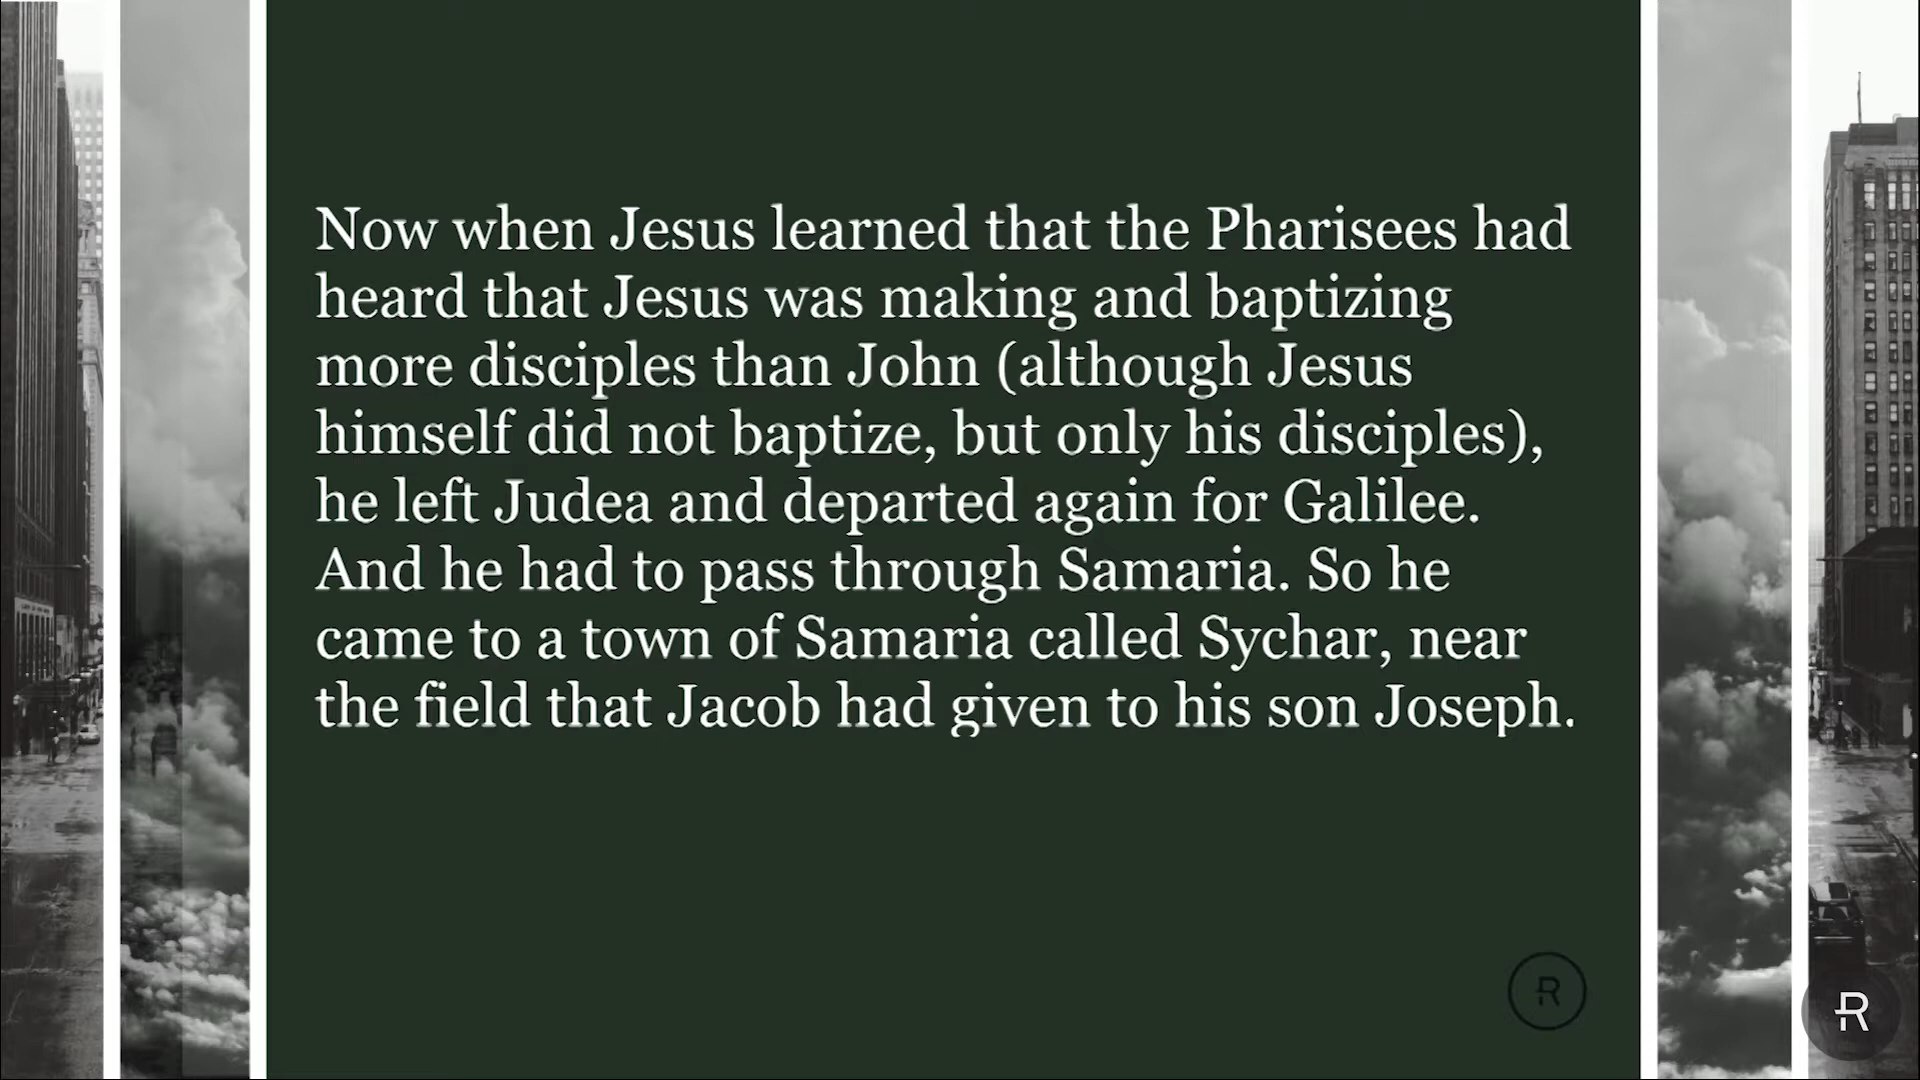 Now when Jesus learned that the Pharisees had
heard that Jesus was making and baptizing
more disciples than John (although Jesus
himself did not baptize, but only his disciples),
he left Judea and departed again for Galilee.
And he had to pass through Samaria. So he
came to a town of Samaria called Sychar, near
the field that Jacob had given to his son Joseph.
R
R